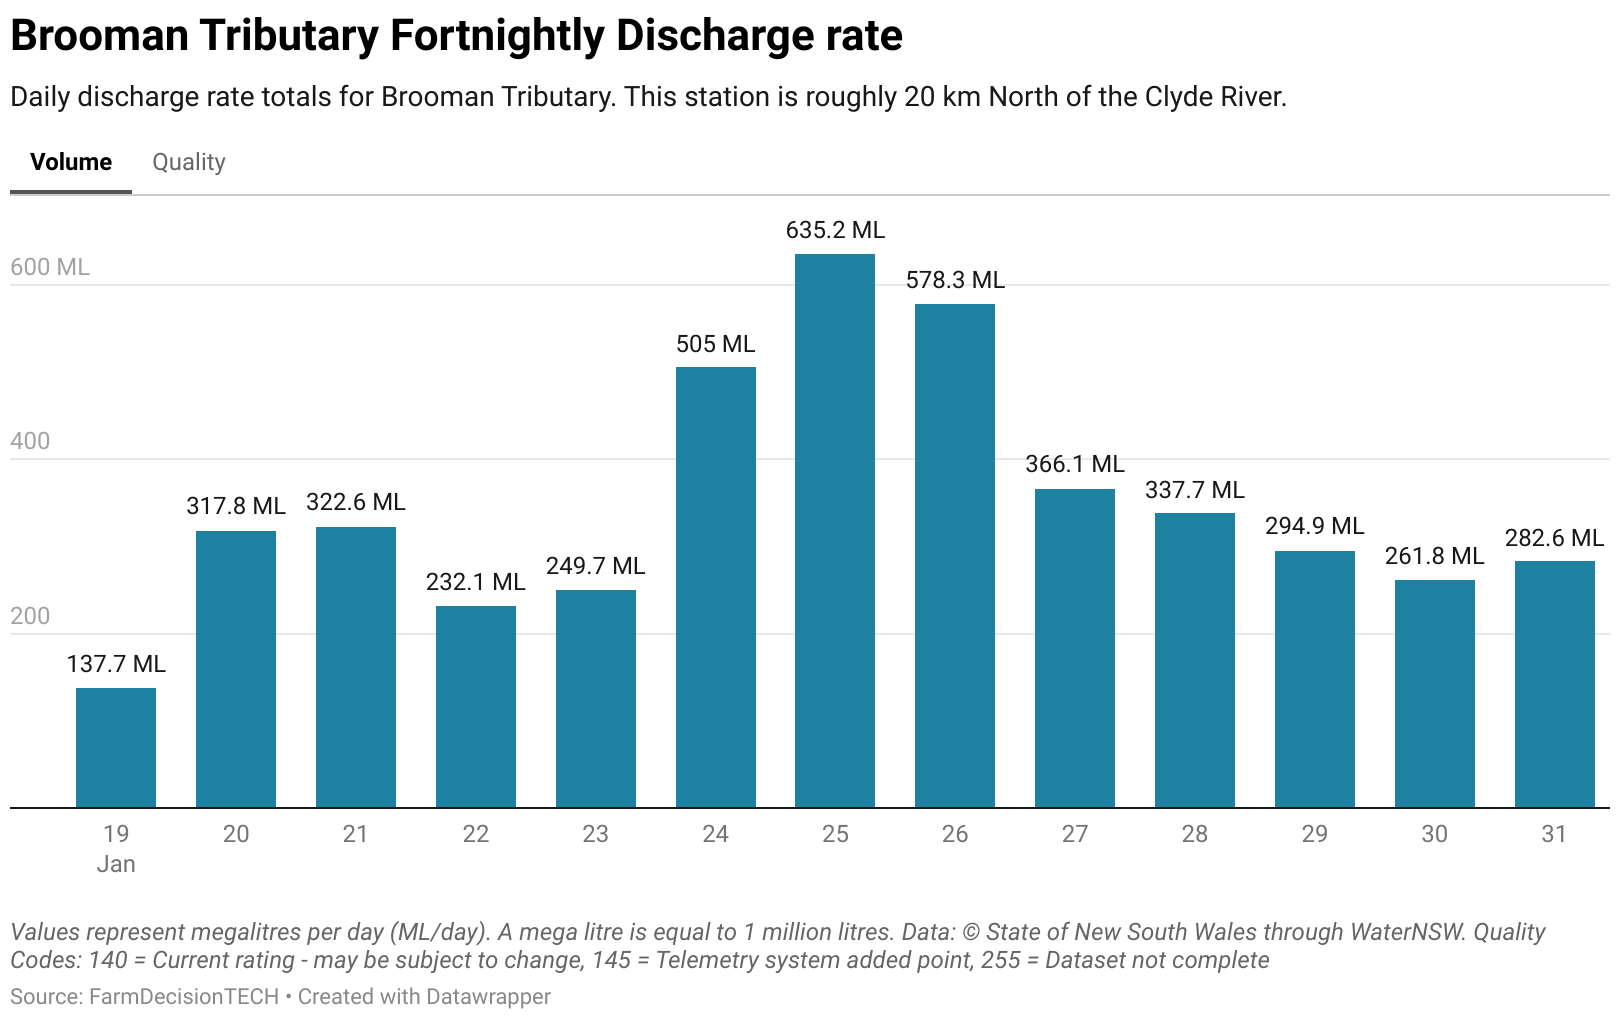 Brooman Tributary Fortnightly Discharge rate
Daily discharge rate totals for Brooman Tributary. This station is roughly 20 km North of the Clyde River.
Volume Quality
600 ML
400
200
137.7 ML
317.8 ML
322.6 ML
232.1 ML
249.7 ML
505 ML
635.2 ML
578.3 ML
366.1 ML
337.7 ML
294.9 ML
261.8 ML
282.6 ML
19 20 21 22 23 24 25 26 27 28 29 30 31
Jan
Values represent megalitres per day (ML/day). A mega litre is equal to 1 million litres. Data: © State of New South Wales through WaterNSW. Quality
Codes: 140 = Current rating - may be subject to change, 145 = Telemetry system added point, 255 = Dataset not complete
Source: FarmDecisionTECH • Created with Datawrapper